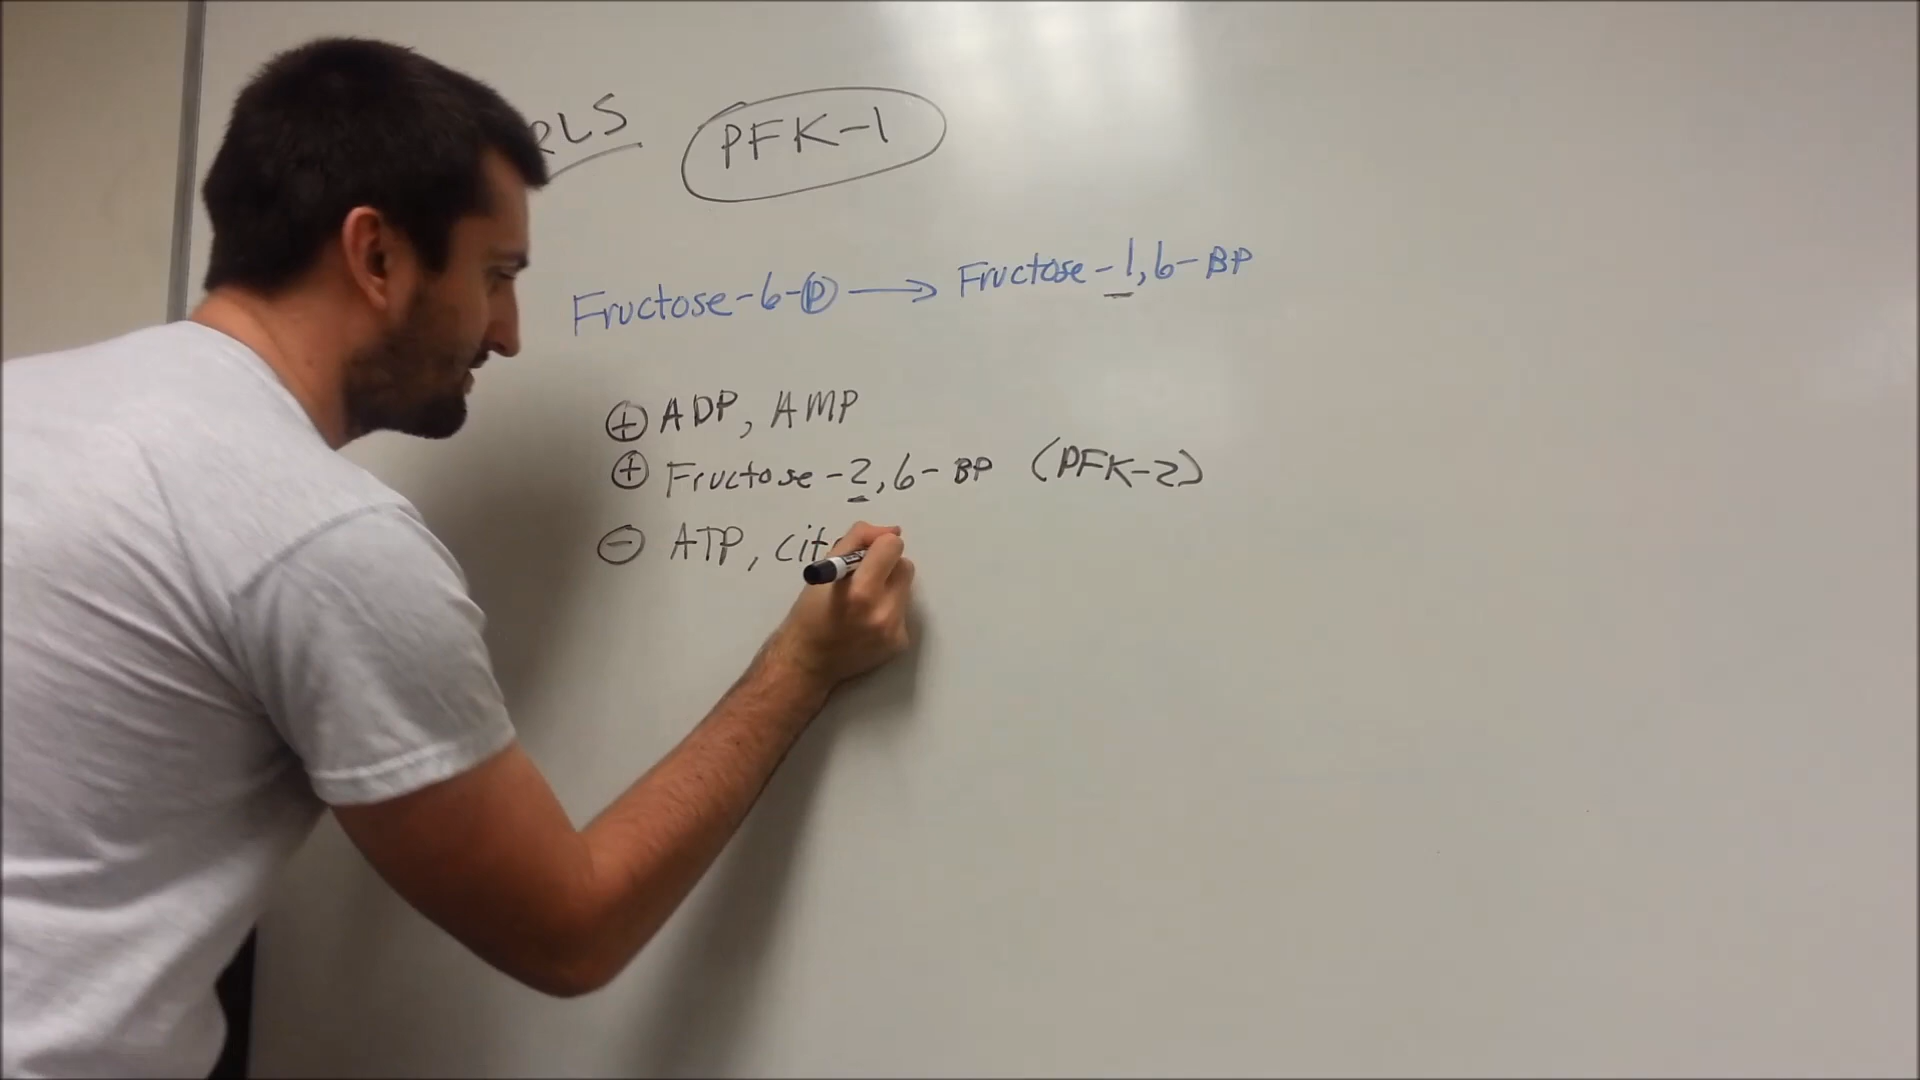 RLS PFK-1
Fructose-6-Ⓟ → Fructose-1,6-BP
⊕ ADP, AMP
⊕ Fructose-2,6-BP (PFK-2)
⊖ ATP, cit